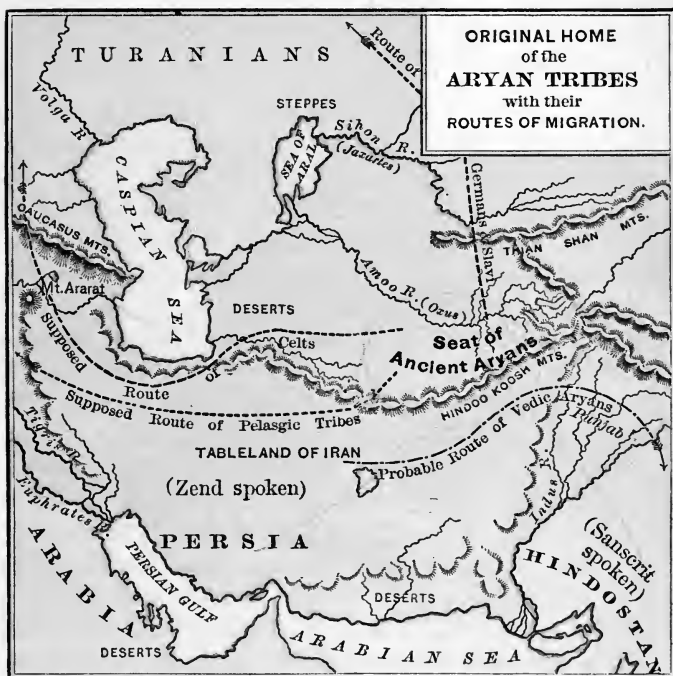 ORIGINAL HOME
of the
ARYAN TRIBES
with their
ROUTES OF MIGRATION.
TURANIANS
Route of
Volga R.
STEPPES
SEA OF
ARAL
Sihon R.
(Jaxartes)
CASPIAN
SEA
Germans & Slavi
CAUCASUS MTS.
THIAN SHAN MTS.
Mt. Ararat
Amoo R. (Oxus)
DESERTS
Seat of
Ancient Aryans
Supposed Route of Celts
HINDOO KOOSH MTS.
Supposed Route of Pelasgic Tribes
Probable Route of Vedic Aryans
Punjab
Tigris R.
TABLELAND OF IRAN
(Zend spoken)
Indus R.
Euphrates
PERSIA
(Sanscrit
spoken)
ARABIA
PERSIAN GULF
HINDOSTAN
DESERTS
DESERTS
ARABIAN SEA